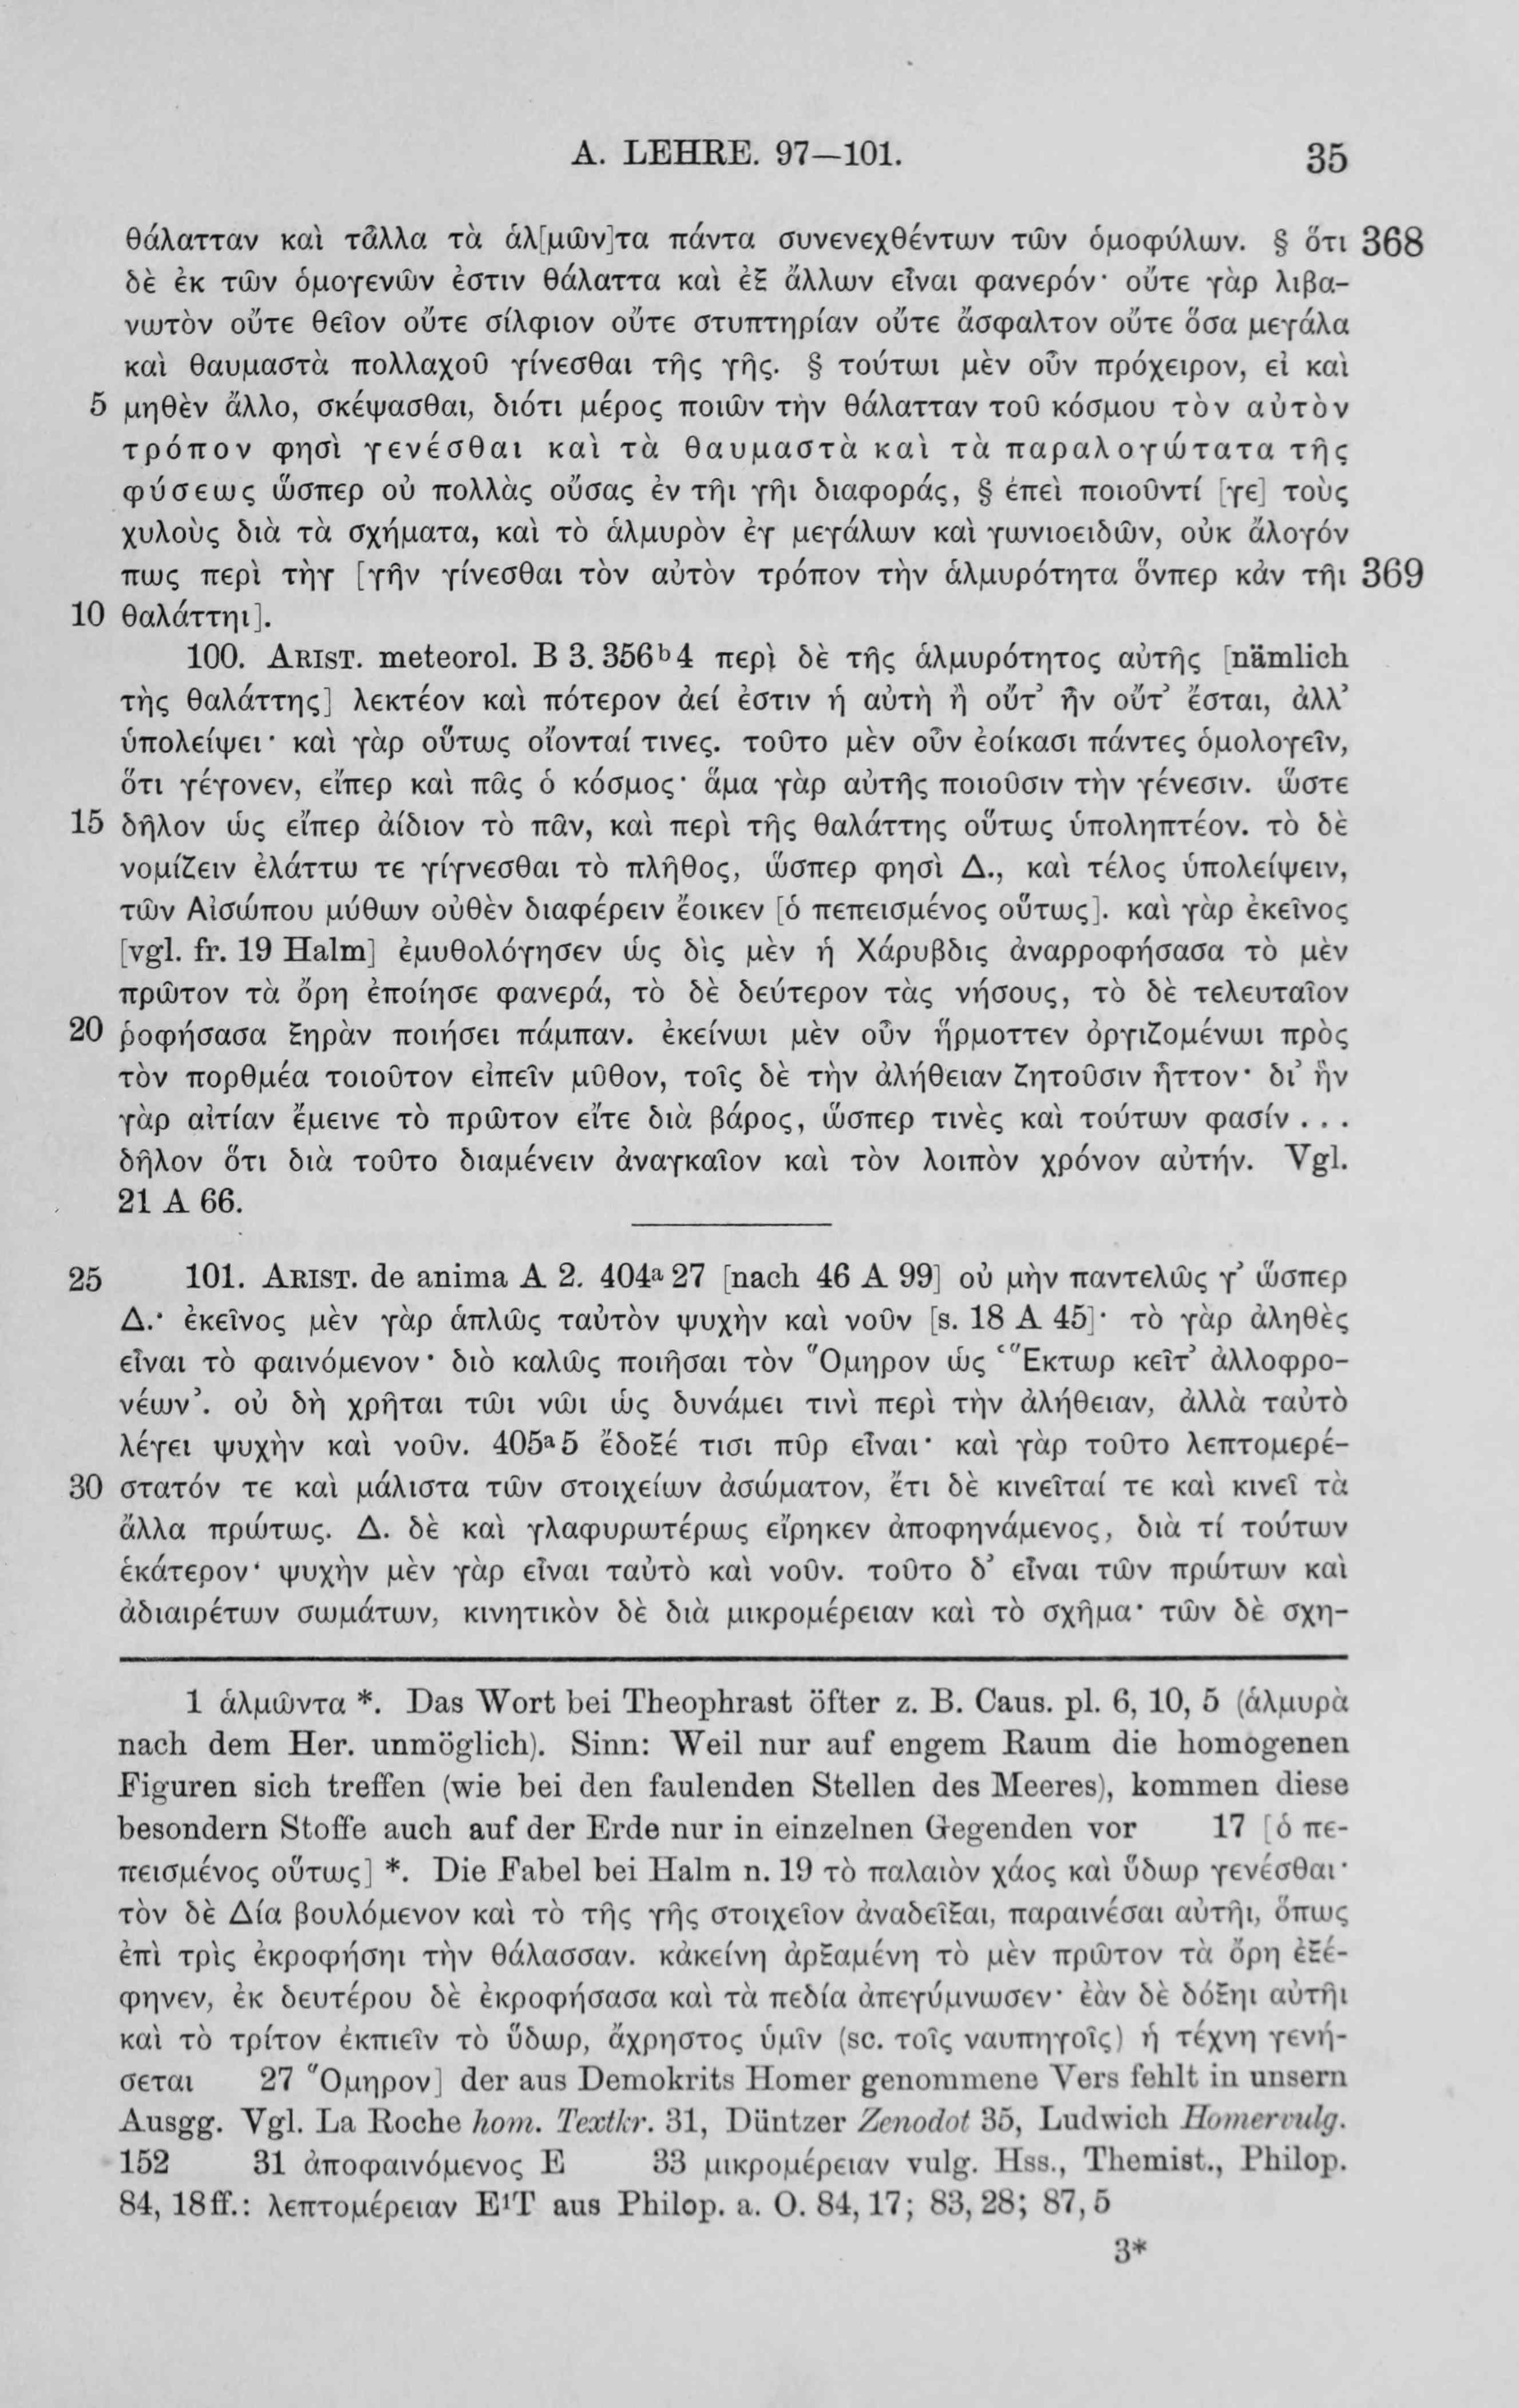 A. LEHRE. 97—101. 35
θάλατταν καὶ τἆλλα τὰ ἁλ[μῶν]τα πάντα συνενεχθέντων τῶν ὁμοφύλων. § ὅτι 368
δὲ ἐκ τῶν ὁμογενῶν ἐστιν θάλαττα καὶ ἐξ ἄλλων εἶναι φανερόν· οὔτε γὰρ λιβα-
νωτὸν οὔτε θεῖον οὔτε σίλφιον οὔτε στυπτηρίαν οὔτε ἄσφαλτον οὔτε ὅσα μεγάλα
καὶ θαυμαστὰ πολλαχοῦ γίνεσθαι τῆς γῆς. § τούτωι μὲν οὖν πρόχειρον, εἰ καὶ
5 μηθὲν ἄλλο, σκέψασθαι, διότι μέρος ποιῶν τὴν θάλατταν τοῦ κόσμου τὸν αὐτὸν
τρόπον φησὶ γενέσθαι καὶ τὰ θαυμαστὰ καὶ τὰ παραλογώτατα τῆς
φύσεως ὥσπερ οὐ πολλὰς οὔσας ἐν τῆι γῆι διαφοράς, § ἐπεὶ ποιοῦντί [γε] τοὺς
χυλοὺς διὰ τὰ σχήματα, καὶ τὸ ἁλμυρὸν ἐγ μεγάλων καὶ γωνιοειδῶν, οὐκ ἄλογόν
πως περὶ τὴγ [γῆν γίνεσθαι τὸν αὐτὸν τρόπον τὴν ἁλμυρότητα ὅνπερ κἀν τῆι 369
10 θαλάττηι].
100. ARIST. meteorol. B 3. 356ᵇ4 περὶ δὲ τῆς ἁλμυρότητος αὐτῆς [nämlich
τὴς θαλάττης] λεκτέον καὶ πότερον ἀεί ἐστιν ἡ αὐτὴ ἢ οὔτ’ ἦν οὔτ’ ἔσται, ἀλλ’
ὑπολείψει· καὶ γὰρ οὕτως οἴονταί τινες. τοῦτο μὲν οὖν ἐοίκασι πάντες ὁμολογεῖν,
ὅτι γέγονεν, εἴπερ καὶ πᾶς ὁ κόσμος· ἅμα γὰρ αὐτῆς ποιοῦσιν τὴν γένεσιν. ὥστε
15 δῆλον ὡς εἴπερ ἀίδιον τὸ πᾶν, καὶ περὶ τῆς θαλάττης οὕτως ὑποληπτέον. τὸ δὲ
νομίζειν ἐλάττω τε γίγνεσθαι τὸ πλῆθος, ὥσπερ φησὶ Δ., καὶ τέλος ὑπολείψειν,
τῶν Αἰσώπου μύθων οὐθὲν διαφέρειν ἔοικεν [ὁ πεπεισμένος οὕτως]. καὶ γὰρ ἐκεῖνος
[vgl. fr. 19 Halm] ἐμυθολόγησεν ὡς δὶς μὲν ἡ Χάρυβδις ἀναρροφήσασα τὸ μὲν
πρῶτον τὰ ὄρη ἐποίησε φανερά, τὸ δὲ δεύτερον τὰς νήσους, τὸ δὲ τελευταῖον
20 ῥοφήσασα ξηρὰν ποιήσει πάμπαν. ἐκείνωι μὲν οὖν ἥρμοττεν ὀργιζομένωι πρὸς
τὸν πορθμέα τοιοῦτον εἰπεῖν μῦθον, τοῖς δὲ τὴν ἀλήθειαν ζητοῦσιν ἧττον· δι’ ἣν
γὰρ αἰτίαν ἔμεινε τὸ πρῶτον εἴτε διὰ βάρος, ὥσπερ τινὲς καὶ τούτων φασίν ...
δῆλον ὅτι διὰ τοῦτο διαμένειν ἀναγκαῖον καὶ τὸν λοιπὸν χρόνον αὐτήν. Vgl.
21 A 66.
25 101. ARIST. de anima A 2. 404ᵃ27 [nach 46 A 99] οὐ μὴν παντελῶς γ’ ὥσπερ
Δ.· ἐκεῖνος μὲν γὰρ ἁπλῶς ταὐτὸν ψυχὴν καὶ νοῦν [s. 18 A 45]· τὸ γὰρ ἀληθὲς
εἶναι τὸ φαινόμενον· διὸ καλῶς ποιῆσαι τὸν Ὅμηρον ὡς ‘Ἕκτωρ κεῖτ’ ἀλλοφρο-
νέων’. οὐ δὴ χρῆται τῶι νῶι ὡς δυνάμει τινὶ περὶ τὴν ἀλήθειαν, ἀλλὰ ταὐτὸ
λέγει ψυχὴν καὶ νοῦν. 405ᵃ5 ἔδοξέ τισι πῦρ εἶναι· καὶ γὰρ τοῦτο λεπτομερέ-
30 στατόν τε καὶ μάλιστα τῶν στοιχείων ἀσώματον, ἔτι δὲ κινεῖταί τε καὶ κινεῖ τὰ
ἄλλα πρώτως. Δ. δὲ καὶ γλαφυρωτέρως εἴρηκεν ἀποφηνάμενος, διὰ τί τούτων
ἑκάτερον· ψυχὴν μὲν γὰρ εἶναι ταὐτὸ καὶ νοῦν. τοῦτο δ’ εἶναι τῶν πρώτων καὶ
ἀδιαιρέτων σωμάτων, κινητικὸν δὲ διὰ μικρομέρειαν καὶ τὸ σχῆμα· τῶν δὲ σχη-
1 ἁλμῶντα *. Das Wort bei Theophrast öfter z. B. Caus. pl. 6, 10, 5 (ἁλμυρὰ
nach dem Her. unmöglich). Sinn: Weil nur auf engem Raum die homogenen
Figuren sich treffen (wie bei den faulenden Stellen des Meeres), kommen diese
besondern Stoffe auch auf der Erde nur in einzelnen Gegenden vor 17 [ὁ πε-
πεισμένος οὕτως] *. Die Fabel bei Halm n. 19 τὸ παλαιὸν χάος καὶ ὕδωρ γενέσθαι·
τὸν δὲ Δία βουλόμενον καὶ τὸ τῆς γῆς στοιχεῖον ἀναδεῖξαι, παραινέσαι αὐτῆι, ὅπως
ἐπὶ τρὶς ἐκροφήσηι τὴν θάλασσαν. κἀκείνη ἀρξαμένη τὸ μὲν πρῶτον τὰ ὄρη ἐξέ-
φηνεν, ἐκ δευτέρου δὲ ἐκροφήσασα καὶ τὰ πεδία ἀπεγύμνωσεν· ἐὰν δὲ δόξηι αὐτῆι
καὶ τὸ τρίτον ἐκπιεῖν τὸ ὕδωρ, ἄχρηστος ὑμῖν (sc. τοῖς ναυπηγοῖς) ἡ τέχνη γενή-
σεται 27 Ὅμηρον] der aus Demokrits Homer genommene Vers fehlt in unsern
Ausgg. Vgl. La Roche hom. Textkr. 31, Düntzer Zenodot 35, Ludwich Homervulg.
152 31 ἀποφαινόμενος E 33 μικρομέρειαν vulg. Hss., Themist., Philop.
84, 18 ff.: λεπτομέρειαν E¹T aus Philop. a. O. 84, 17; 83, 28; 87, 5
3*